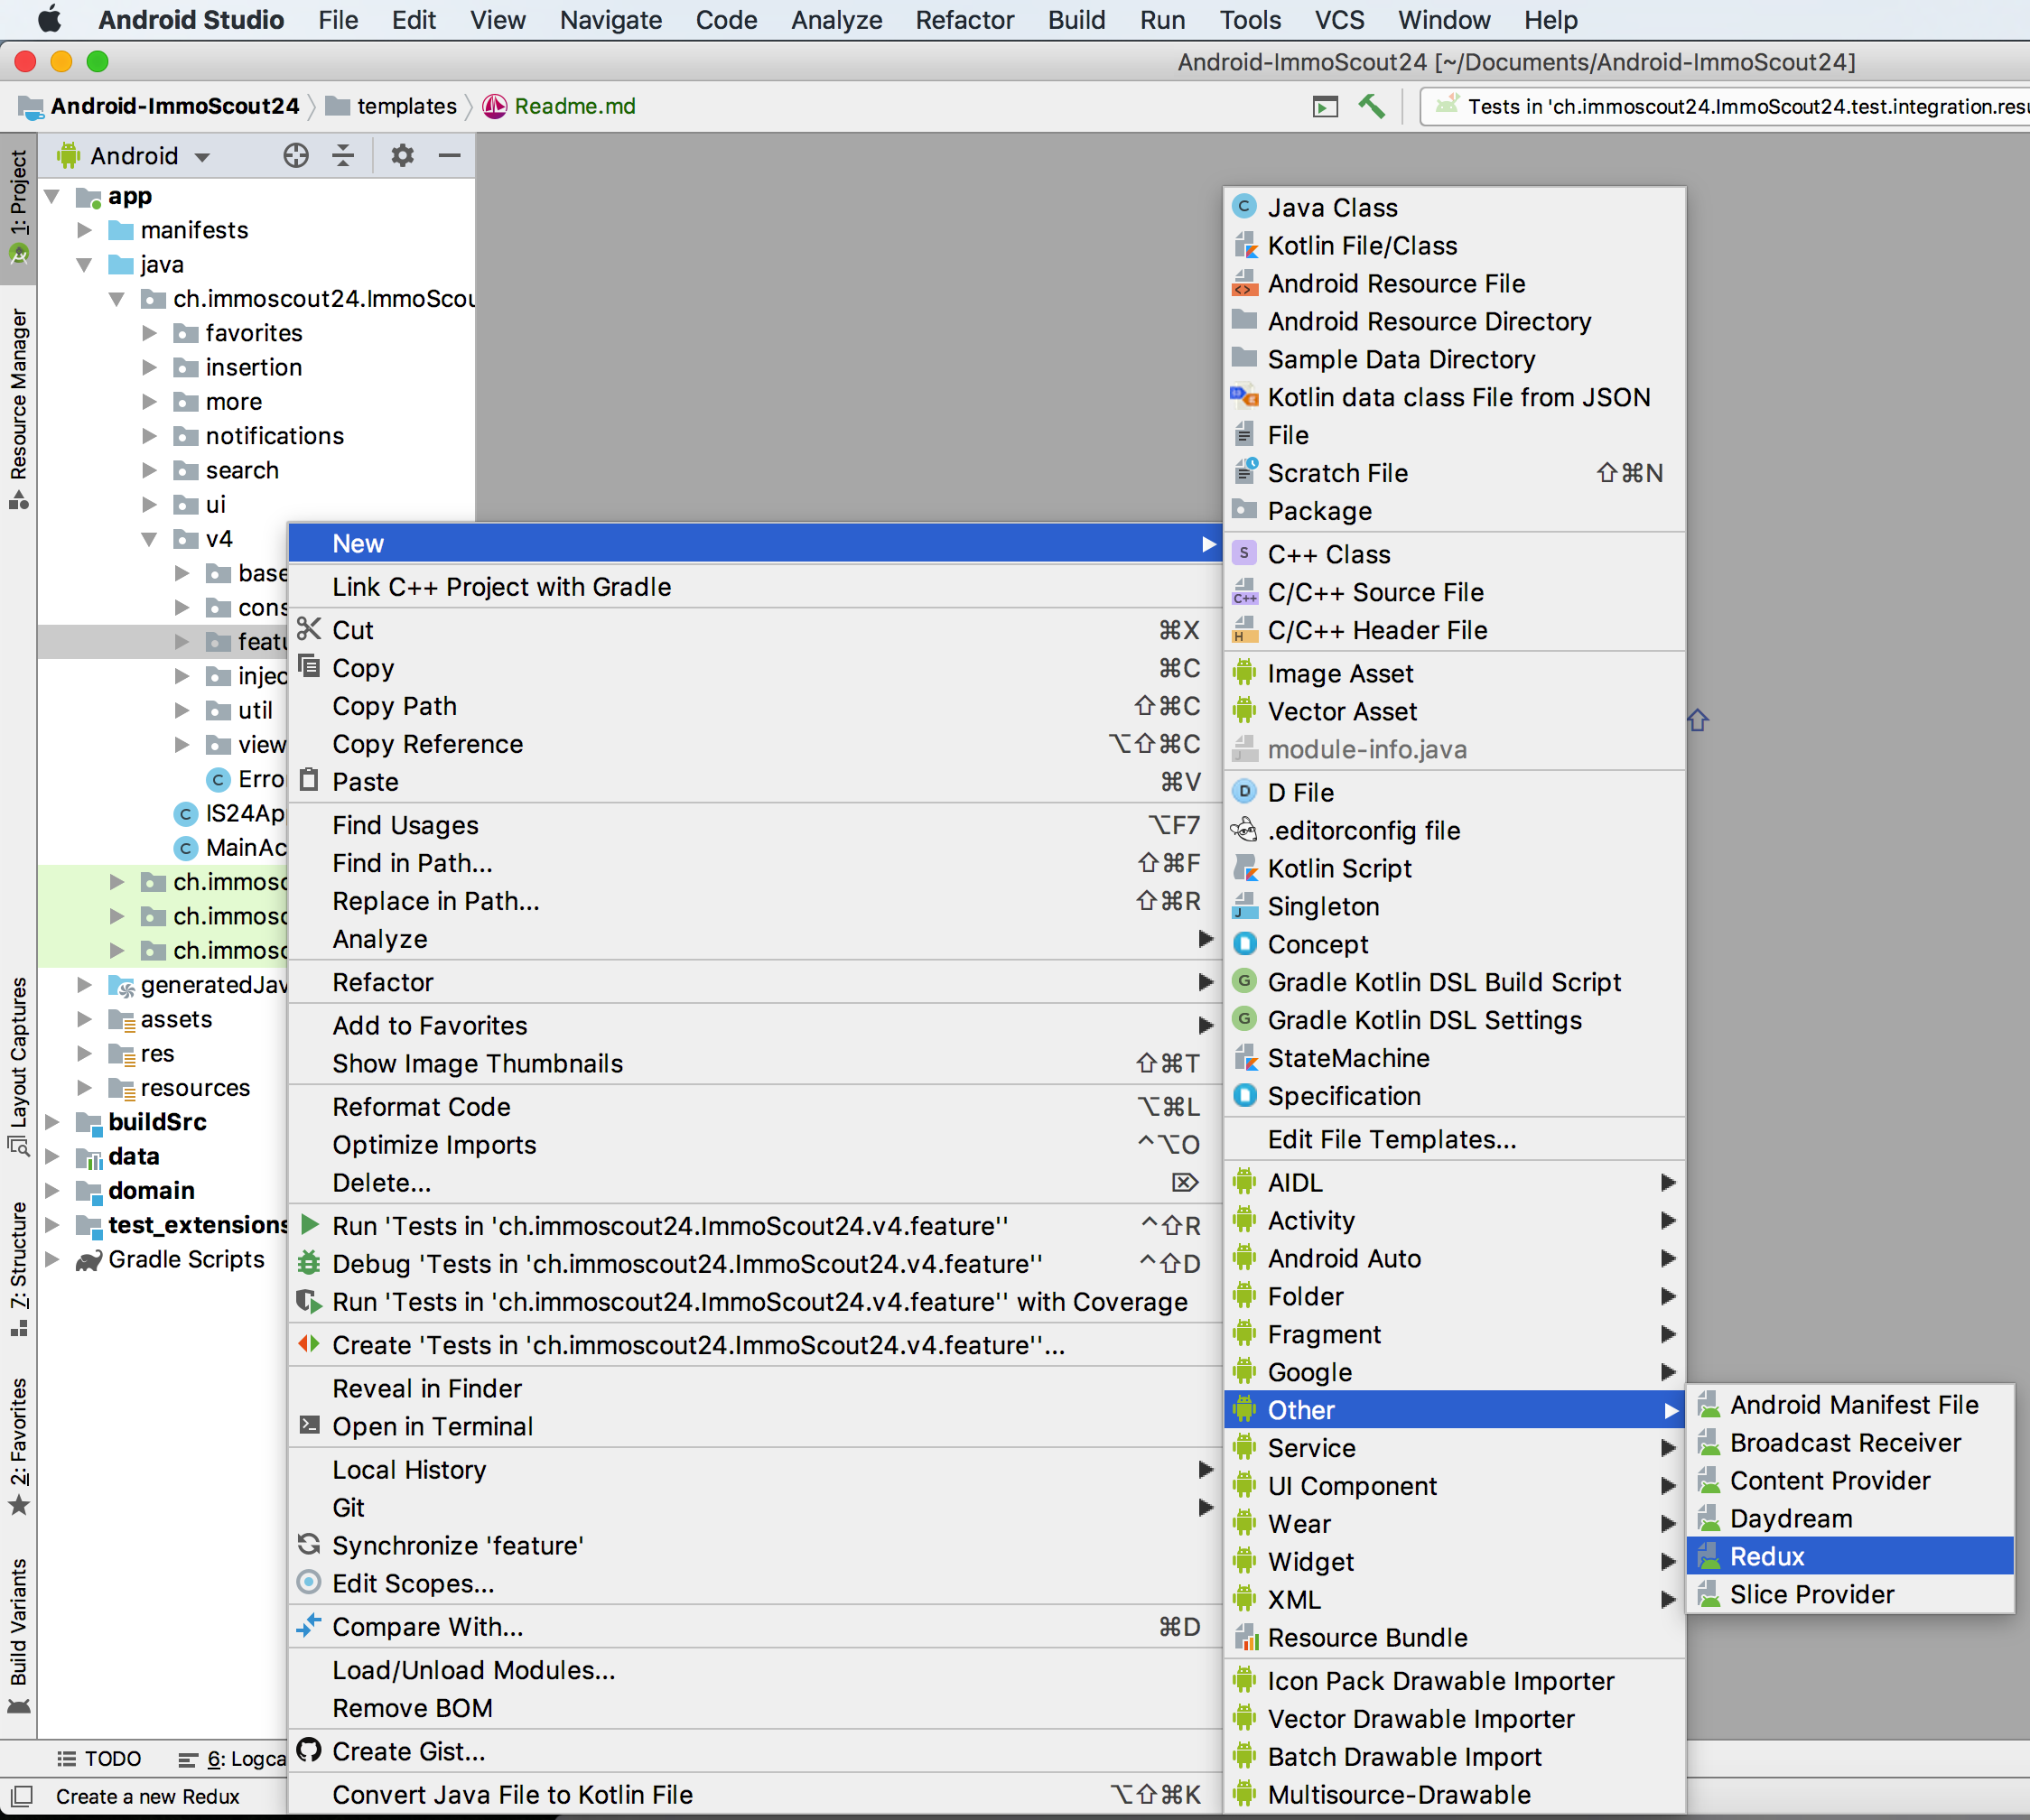 Android Studio File Edit View Navigate Code Analyze Refactor Build Run Tools VCS Window Help
Android-ImmoScout24 [~/Documents/Android-ImmoScout24]
Android-ImmoScout24 templates Readme.md
Tests in 'ch.immoscout24.ImmoScout24.test.integration.resu
1: Project
Resource Manager
Layout Captures
7: Structure
2: Favorites
Build Variants
Android
app
manifests
java
ch.immoscout24.ImmoScou
favorites
insertion
more
notifications
search
ui
v4
base
cons
featu
injec
util
view
Erro
IS24Ap
MainAc
ch.immosc
ch.immosc
ch.immosc
generatedJav
assets
res
resources
buildSrc
data
domain
test_extensions
Gradle Scripts
New
Link C++ Project with Gradle
Cut ⌘X
Copy ⌘C
Copy Path ⇧⌘C
Copy Reference ⌥⇧⌘C
Paste ⌘V
Find Usages ⌥F7
Find in Path... ⇧⌘F
Replace in Path... ⇧⌘R
Analyze
Refactor
Add to Favorites
Show Image Thumbnails ⇧⌘T
Reformat Code ⌥⌘L
Optimize Imports ^⌥O
Delete... ⌦
Run 'Tests in 'ch.immoscout24.ImmoScout24.v4.feature'' ^⇧R
Debug 'Tests in 'ch.immoscout24.ImmoScout24.v4.feature'' ^⇧D
Run 'Tests in 'ch.immoscout24.ImmoScout24.v4.feature'' with Coverage
Create 'Tests in 'ch.immoscout24.ImmoScout24.v4.feature''...
Reveal in Finder
Open in Terminal
Local History
Git
Synchronize 'feature'
Edit Scopes...
Compare With... ⌘D
Load/Unload Modules...
Remove BOM
Create Gist...
Convert Java File to Kotlin File ⌥⇧⌘K
Java Class
Kotlin File/Class
Android Resource File
Android Resource Directory
Sample Data Directory
Kotlin data class File from JSON
File
Scratch File ⇧⌘N
Package
C++ Class
C/C++ Source File
C/C++ Header File
Image Asset
Vector Asset
module-info.java
D File
.editorconfig file
Kotlin Script
Singleton
Concept
Gradle Kotlin DSL Build Script
Gradle Kotlin DSL Settings
StateMachine
Specification
Edit File Templates...
AIDL
Activity
Android Auto
Folder
Fragment
Google
Other
Service
UI Component
Wear
Widget
XML
Resource Bundle
Icon Pack Drawable Importer
Vector Drawable Importer
Batch Drawable Import
Multisource-Drawable
Android Manifest File
Broadcast Receiver
Content Provider
Daydream
Redux
Slice Provider
TODO 6: Logca
Create a new Redux